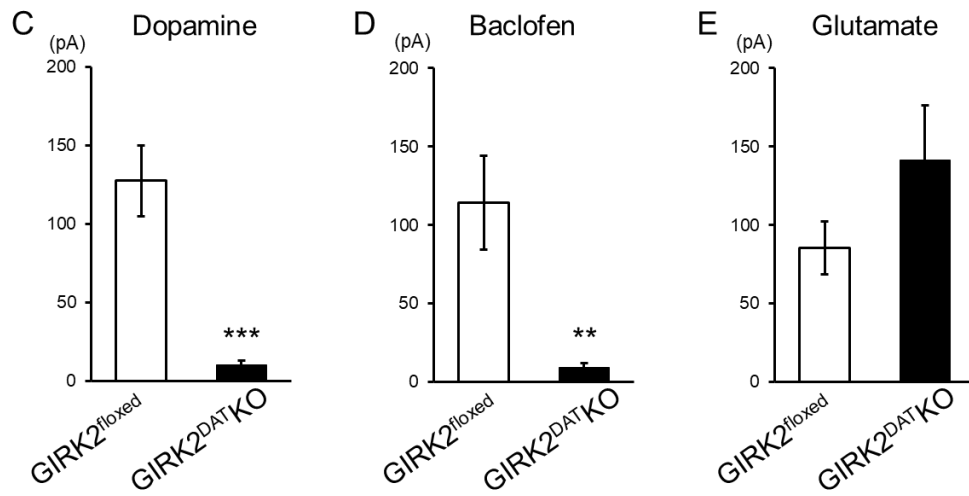 C Dopamine
(pA)
200
150
100
50
0
***
GIRK2floxed
GIRK2DATKO
D Baclofen
(pA)
200
150
100
50
0
**
GIRK2floxed
GIRK2DATKO
E Glutamate
(pA)
200
150
100
50
0
GIRK2floxed
GIRK2DATKO